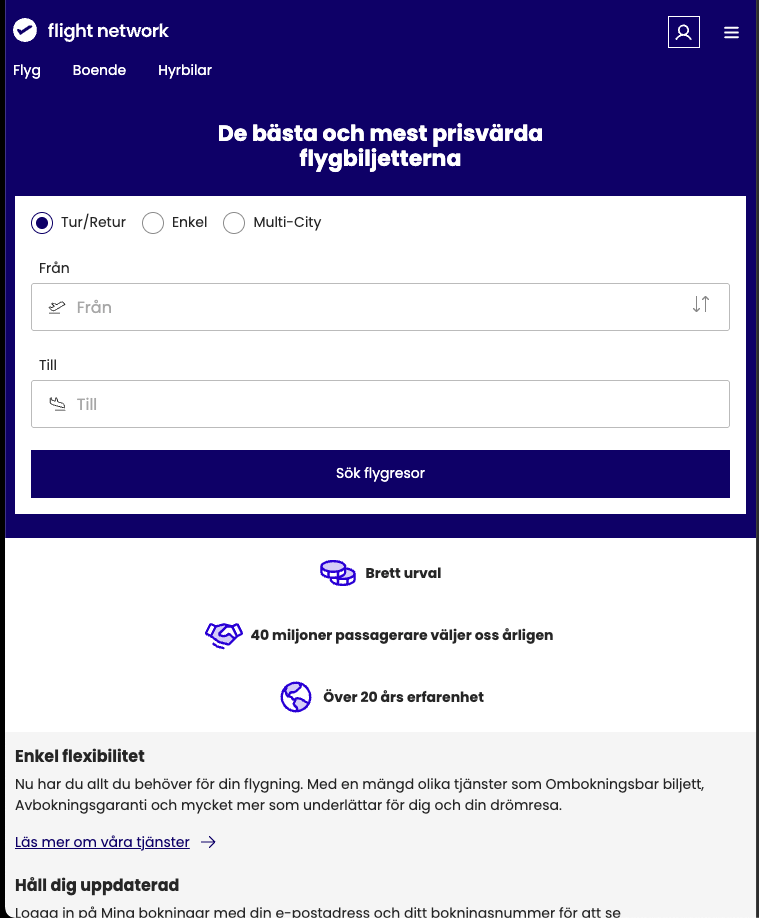 flight network
Flyg Boende Hyrbilar
De bästa och mest prisvärda
flygbiljetterna
Tur/Retur Enkel Multi-City
Från
Från
Till
Till
Sök flygresor
Brett urval
40 miljoner passagerare väljer oss årligen
Över 20 års erfarenhet
Enkel flexibilitet
Nu har du allt du behöver för din flygning. Med en mängd olika tjänster som Ombokningsbar biljett,
Avbokningsgaranti och mycket mer som underlättar för dig och din drömresa.
Läs mer om våra tjänster
Håll dig uppdaterad
Logga in på Mina bokningar med din e-postadress och ditt bokningsnummer för att se